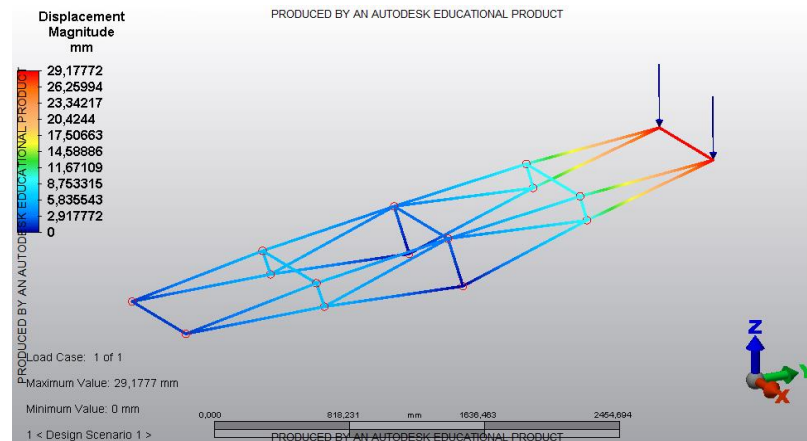 PRODUCED BY AN AUTODESK EDUCATIONAL PRODUCT
Displacement
Magnitude
mm
29,17772
26,25994
23,34217
20,4244
17,50663
14,58886
11,67109
8,753315
5,835543
2,917772
0
PRODUCED BY AN AUTODESK EDUCATIONAL PRODUCT
Load Case: 1 of 1
Maximum Value: 29,1777 mm
Minimum Value: 0 mm
1 < Design Scenario 1 >
0,000 818,231 mm 1636,463 2454,694
PRODUCED BY AN AUTODESK EDUCATIONAL PRODUCT
Z
Y
X